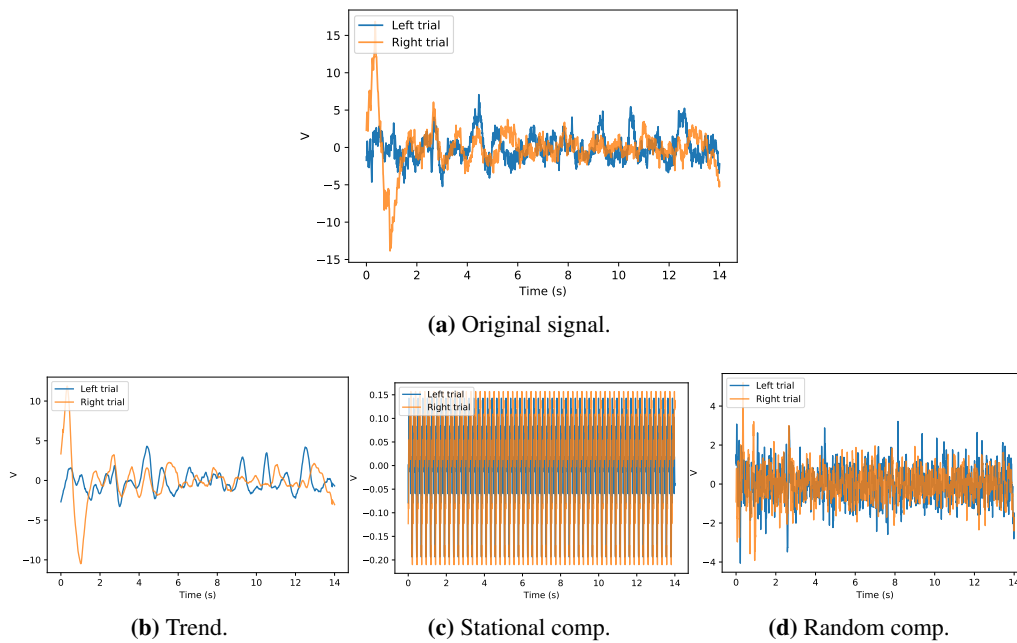 Left trial
Right trial
15
10
5
0
−5
−10
−15
V
0 2 4 6 8 10 12 14
Time (s)
(a) Original signal.
Left trial
Right trial
10
5
0
−5
−10
V
0 2 4 6 8 10 12 14
Time (s)
(b) Trend.
Left trial
Right trial
0.15
0.10
0.05
0.00
−0.05
−0.10
−0.15
−0.20
V
0 2 4 6 8 10 12 14
Time (s)
(c) Stational comp.
Left trial
Right trial
4
2
0
−2
−4
V
0 2 4 6 8 10 12 14
Time (s)
(d) Random comp.